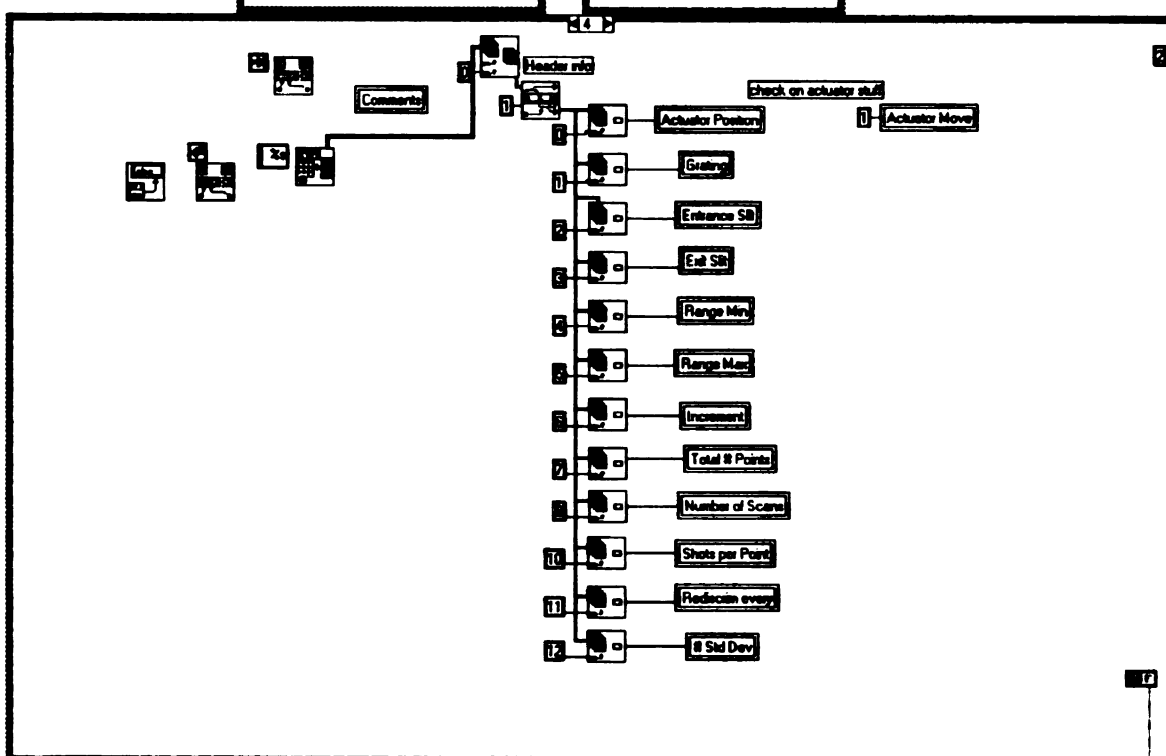 4
Header info
Comments
check on actuator stuff
0 Actuator Position
1 Actuator Move
1 Grating
2 Entrance Slit
3 Exit Slit
4 Range Min
5 Range Max
6 Increment
7 Total # Points
8 Number of Scans
10 Shots per Point
11 Rediscrim every
12 # Std Dev
%s
1
2